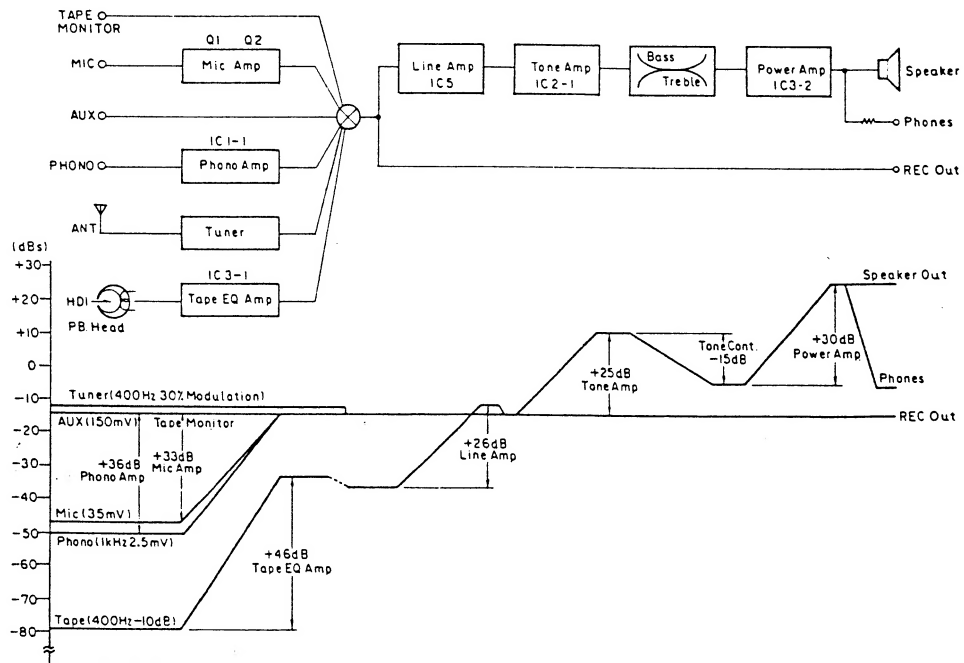 TAPE
MONITOR
MIC
Q1 Q2
Mic Amp
AUX
PHONO
IC1-1
Phono Amp
ANT
Tuner
HD1
PB. Head
IC3-1
Tape EQ Amp
Line Amp
IC5
Tone Amp
IC2-1
Bass
Treble
Power Amp
IC3-2
Speaker
Phones
REC Out
(dBs)
+30
+20
+10
0
-10
-20
-30
-40
-50
-60
-70
-80
Tuner(400Hz 30% Modulation)
AUX(150mV)
Tape Monitor
+36dB
Phono Amp
+33dB
Mic Amp
Mic(35mV)
Phono(1kHz 2.5mV)
Tape(400Hz-10dB)
+46dB
Tape EQ Amp
+26dB
Line Amp
+25dB
Tone Amp
Tone Cont.
-15dB
+30dB
Power Amp
Speaker Out
Phones
REC Out